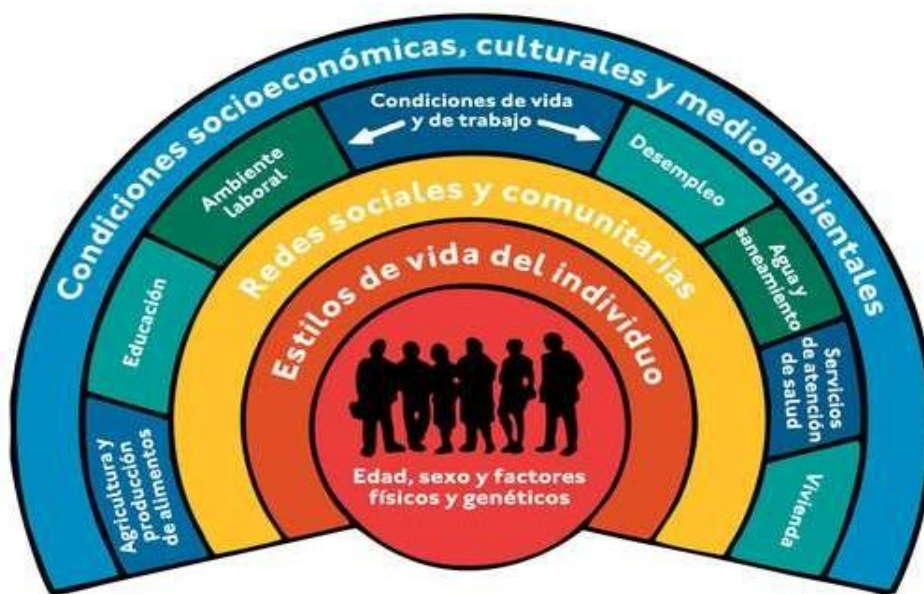 Condiciones socioeconómicas, culturales y medioambientales
Condiciones de vida
y de trabajo
Agricultura y
producción
de alimentos
Educación
Ambiente
laboral
Desempleo
Agua y
saneamiento
Servicios
de atención
de salud
Vivienda
Redes sociales y comunitarias
Estilos de vida del individuo
Edad, sexo y factores
físicos y genéticos